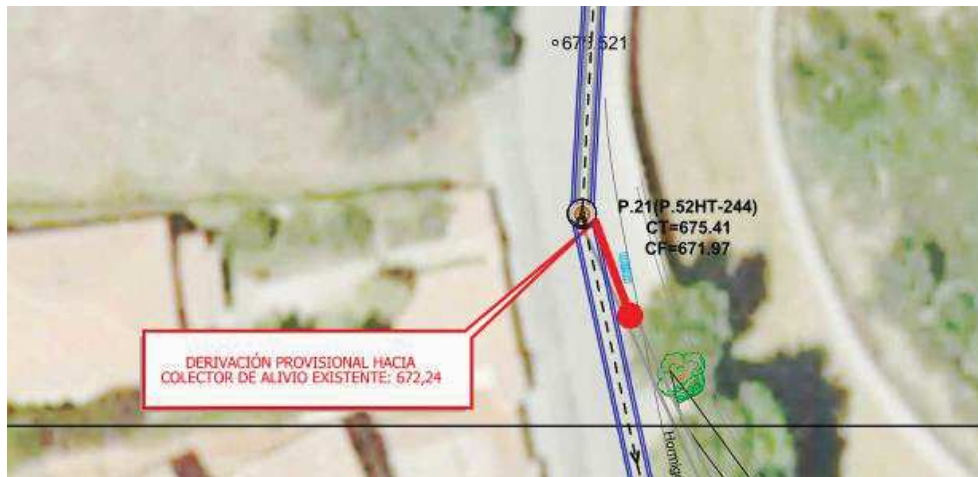 P.21(P.52HT-244)
CT=675.41
CF=671.97
DERIVACIÓN PROVISIONAL HACIA
COLECTOR DE ALIVIO EXISTENTE: 672,24